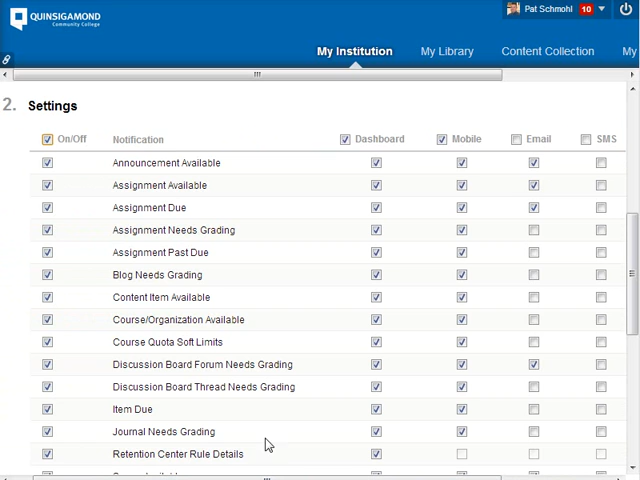 QUINSIGAMOND
Community College
Pat Schmohl 10
My Institution My Library Content Collection My
2. Settings
On/Off Notification Dashboard Mobile Email SMS
Announcement Available
Assignment Available
Assignment Due
Assignment Needs Grading
Assignment Past Due
Blog Needs Grading
Content Item Available
Course/Organization Available
Course Quota Soft Limits
Discussion Board Forum Needs Grading
Discussion Board Thread Needs Grading
Item Due
Journal Needs Grading
Retention Center Rule Details